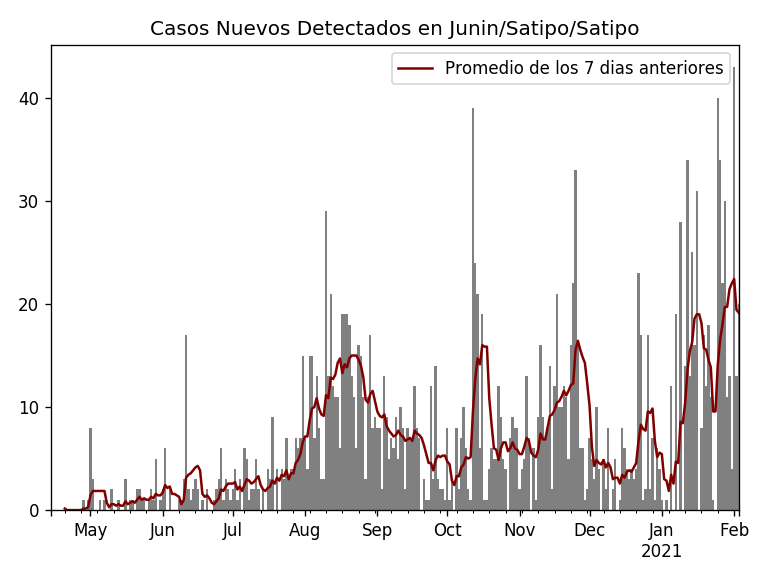 Casos Nuevos Detectados en Junin/Satipo/Satipo
Promedio de los 7 dias anteriores
40
30
20
10
0
May Jun Jul Aug Sep Oct Nov Dec Jan Feb
2021